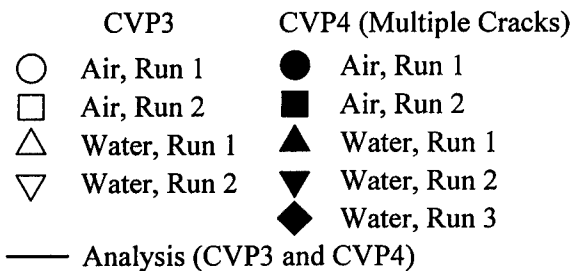 CVP3 CVP4 (Multiple Cracks)
Air, Run 1 Air, Run 1
Air, Run 2 Air, Run 2
Water, Run 1 Water, Run 1
Water, Run 2 Water, Run 2
Water, Run 3
Analysis (CVP3 and CVP4)